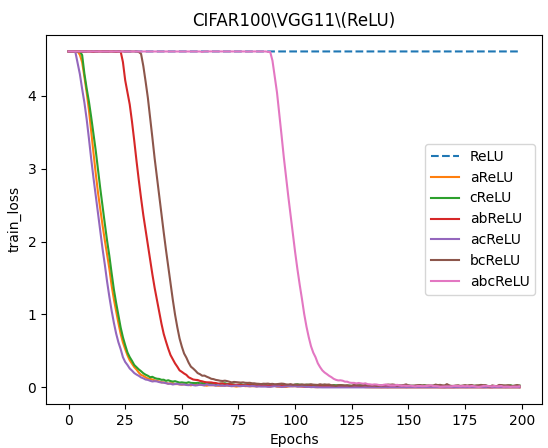 CIFAR100\VGG11\(ReLU)
train_loss
4
3
2
1
0
ReLU
aReLU
cReLU
abReLU
acReLU
bcReLU
abcReLU
0 25 50 75 100 125 150 175 200
Epochs